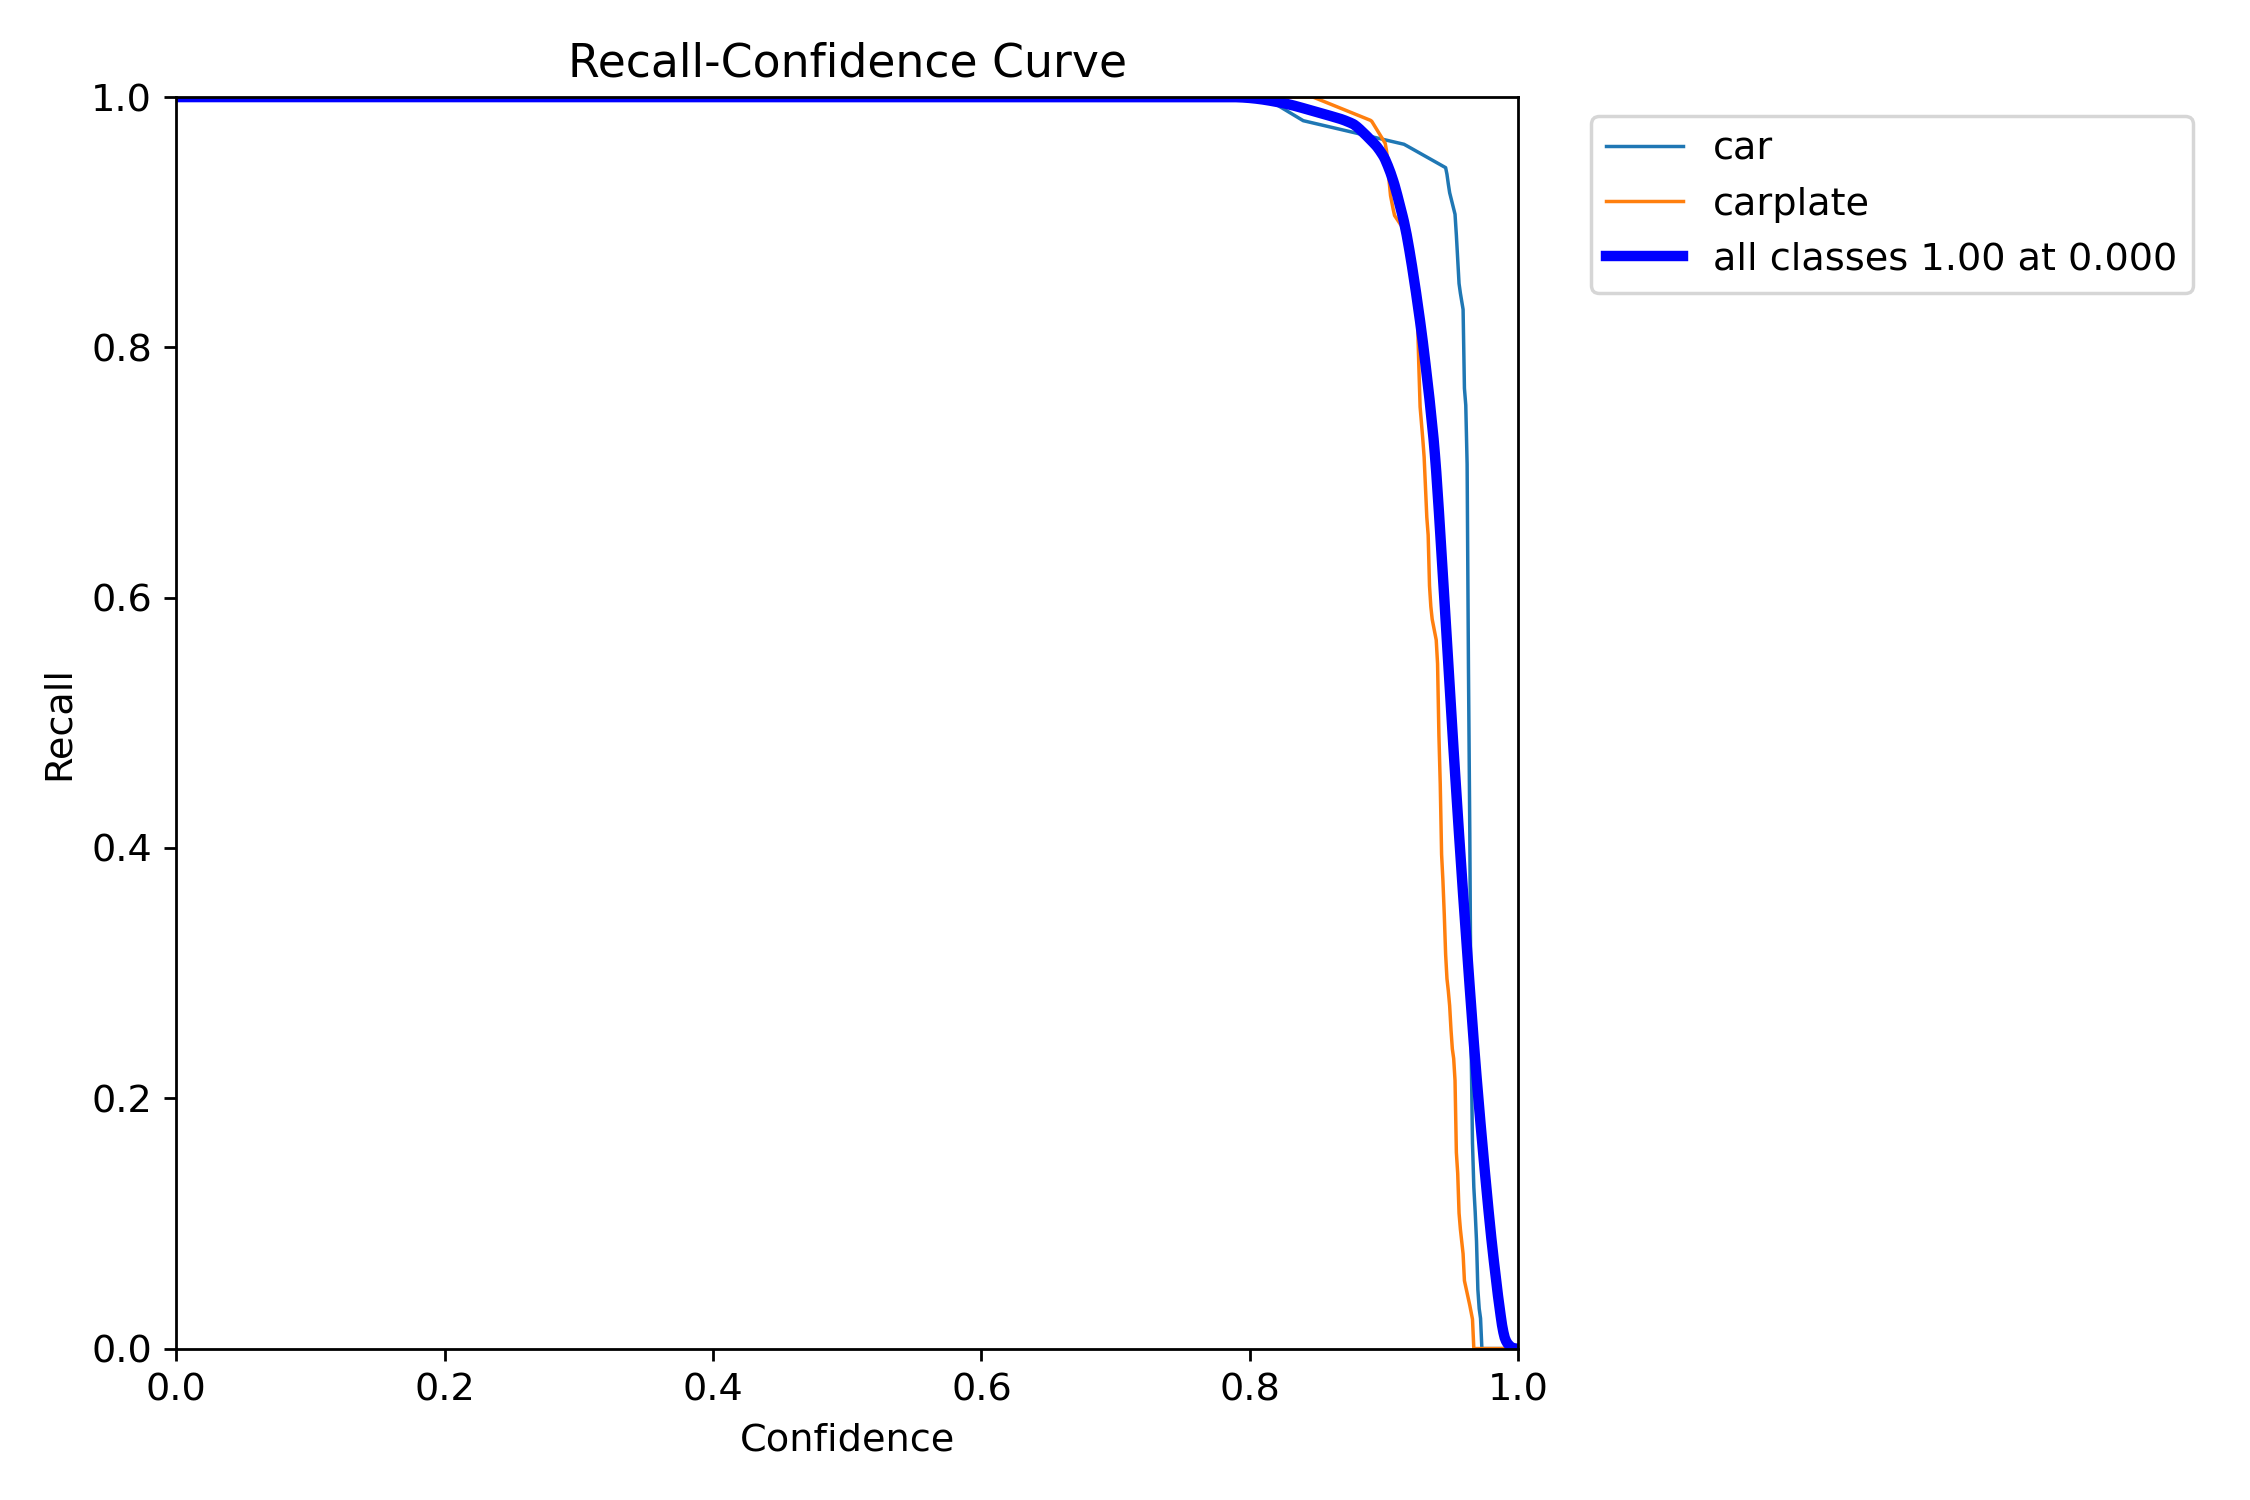 Recall-Confidence Curve
1.0
0.8
0.6
0.4
0.2
0.0
Recall
0.0 0.2 0.4 0.6 0.8 1.0
Confidence
car
carplate
all classes 1.00 at 0.000